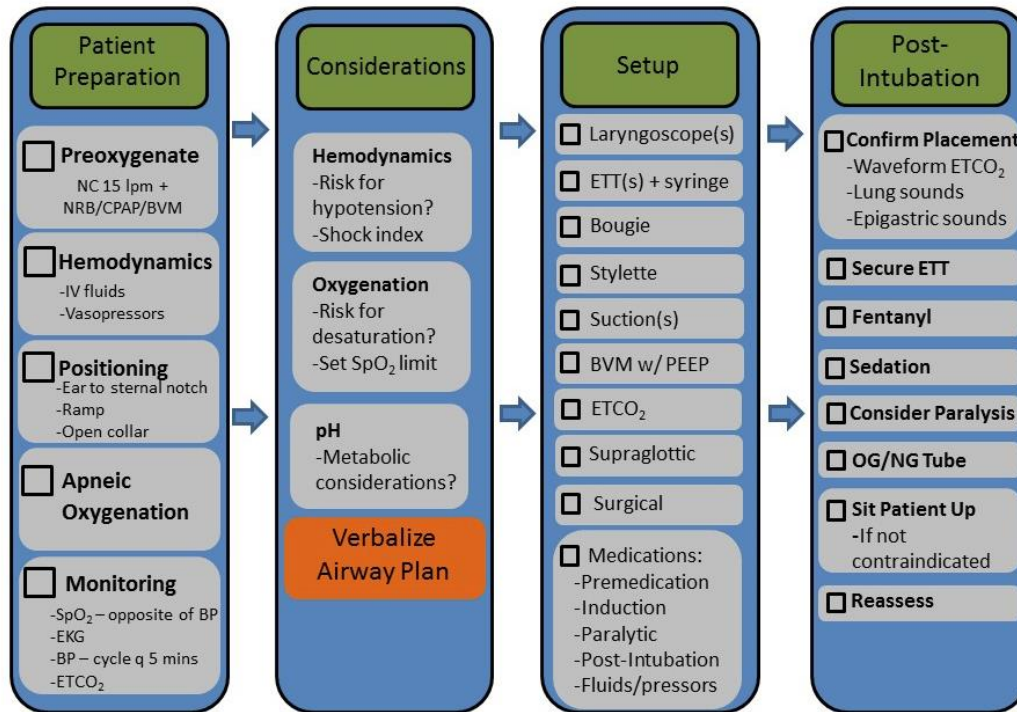 Patient
Preparation
Preoxygenate
NC 15 lpm +
NRB/CPAP/BVM
Hemodynamics
-IV fluids
-Vasopressors
Positioning
-Ear to sternal notch
-Ramp
-Open collar
Apneic
Oxygenation
Monitoring
-SpO₂ – opposite of BP
-EKG
-BP – cycle q 5 mins
-ETCO₂
Considerations
Hemodynamics
-Risk for
hypotension?
-Shock index
Oxygenation
-Risk for
desaturation?
-Set SpO₂ limit
pH
-Metabolic
considerations?
Verbalize
Airway Plan
Setup
Laryngoscope(s)
ETT(s) + syringe
Bougie
Stylette
Suction(s)
BVM w/ PEEP
ETCO₂
Supraglottic
Surgical
Medications:
-Premedication
-Induction
-Paralytic
-Post-Intubation
-Fluids/pressors
Post-
Intubation
Confirm Placement
-Waveform ETCO₂
-Lung sounds
-Epigastric sounds
Secure ETT
Fentanyl
Sedation
Consider Paralysis
OG/NG Tube
Sit Patient Up
-If not
contraindicated
Reassess